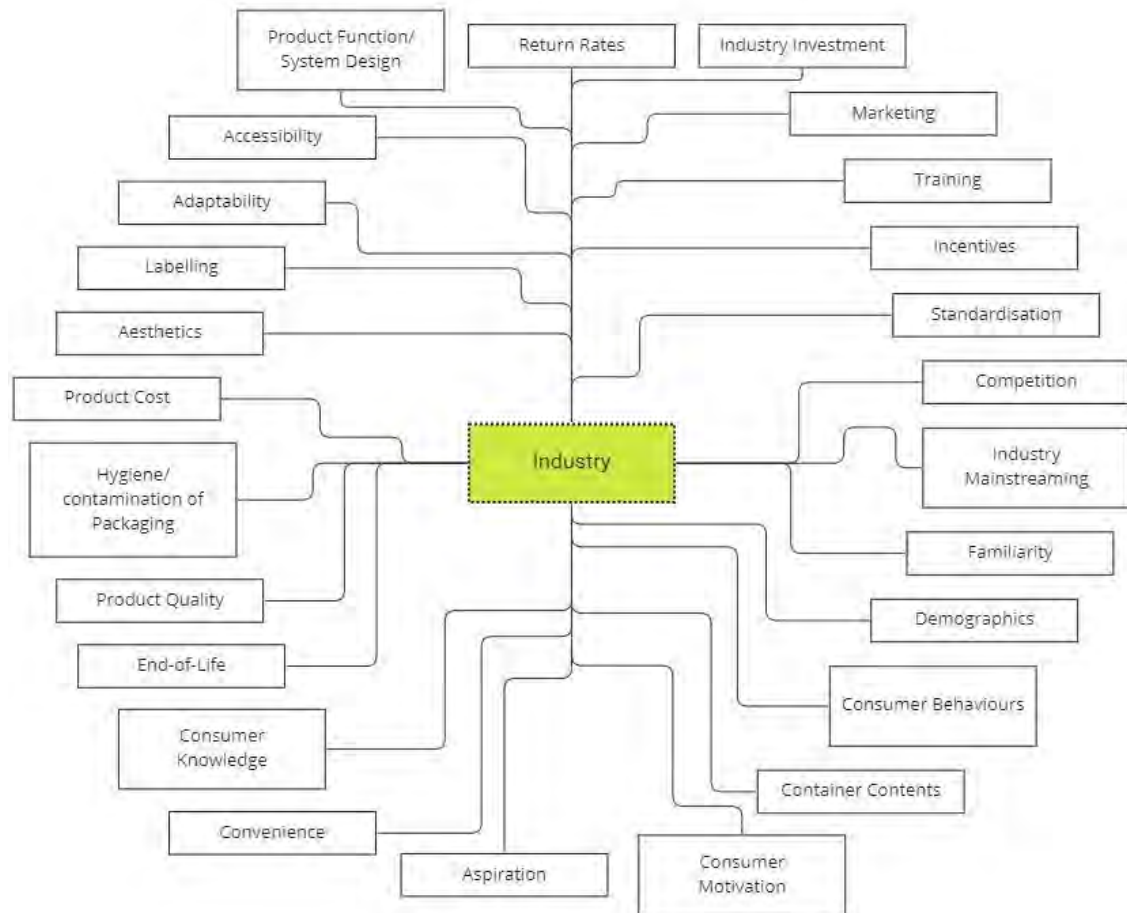 Product Function/
System Design
Return Rates
Industry Investment
Marketing
Accessibility
Training
Adaptability
Incentives
Labelling
Standardisation
Aesthetics
Competition
Product Cost
Industry
Industry
Mainstreaming
Hygiene/
contamination of
Packaging
Familiarity
Product Quality
Demographics
End-of-Life
Consumer Behaviours
Consumer
Knowledge
Container Contents
Convenience
Aspiration
Consumer
Motivation